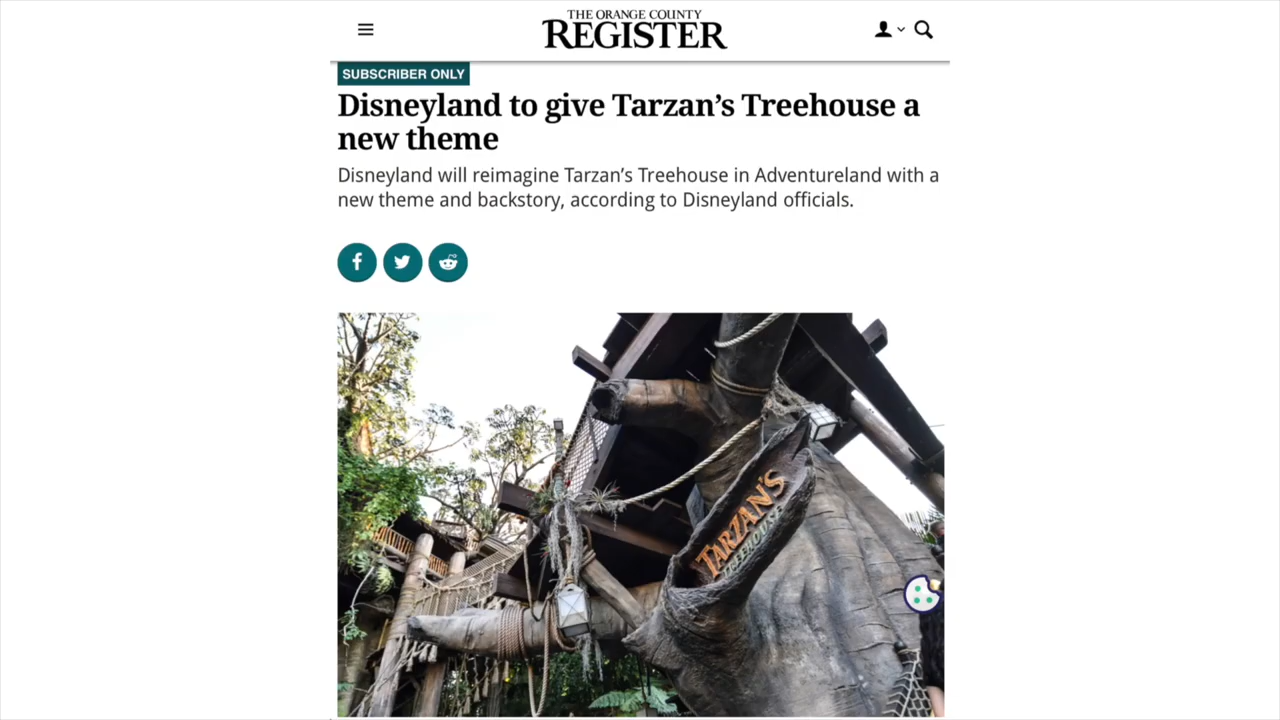 THE ORANGE COUNTY
REGISTER
SUBSCRIBER ONLY
Disneyland to give Tarzan’s Treehouse a
new theme
Disneyland will reimagine Tarzan’s Treehouse in Adventureland with a
new theme and backstory, according to Disneyland officials.
TARZAN'S
TREEHOUSE